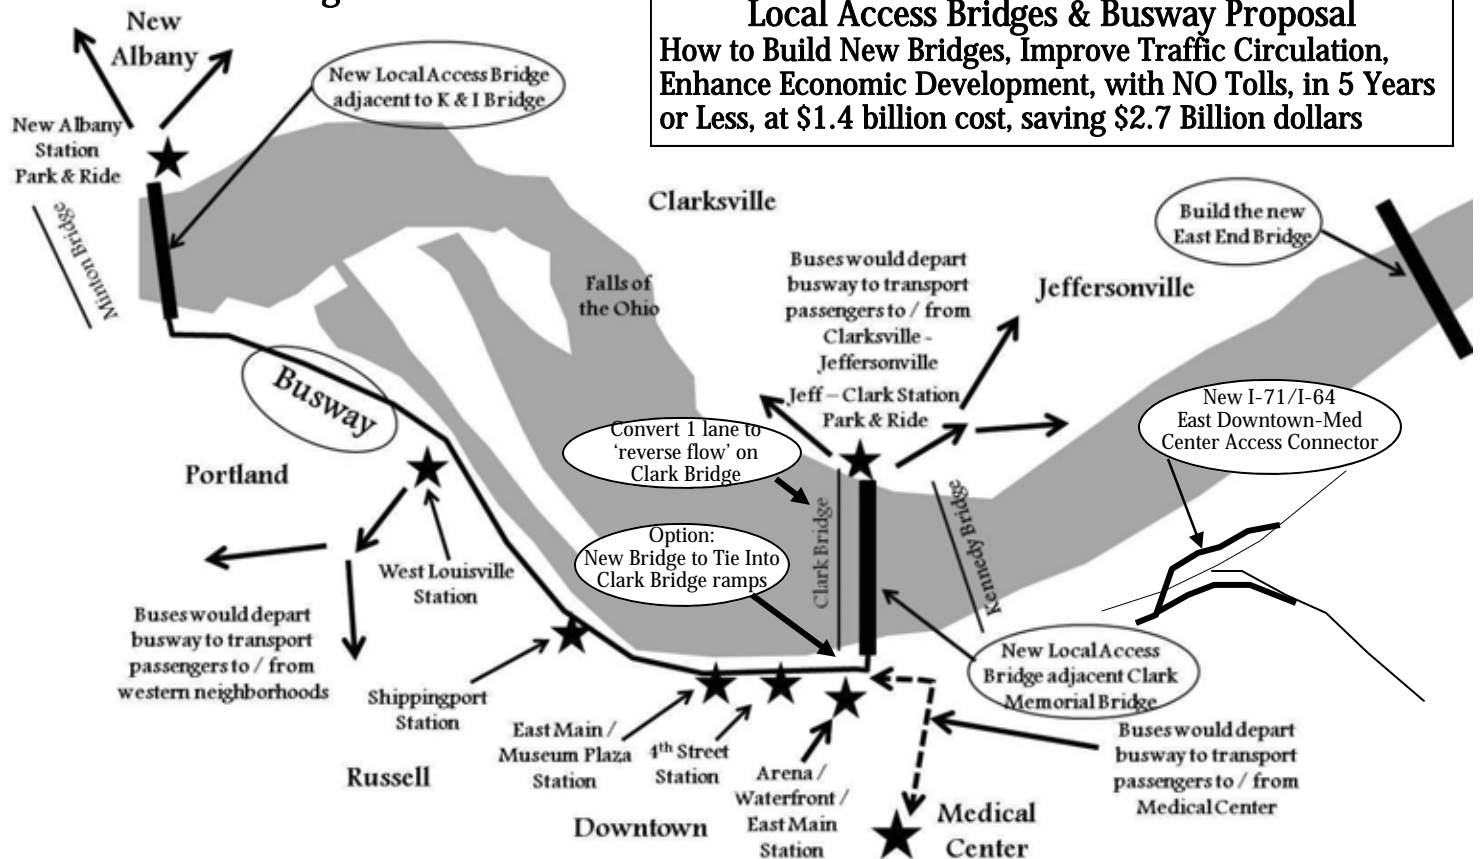 Local Access Bridges & Busway Proposal
How to Build New Bridges, Improve Traffic Circulation,
Enhance Economic Development, with NO Tolls, in 5 Years
or Less, at $1.4 billion cost, saving $2.7 Billion dollars
New
Albany
New Local Access Bridge
adjacent to K & I Bridge
New Albany
Station
Park & Ride
Minton Bridge
Clarksville
Build the new
East End Bridge
Falls of
the Ohio
Buses would depart
busway to transport
passengers to / from
Clarksville -
Jeffersonville
Jeffersonville
Jeff – Clark Station
Park & Ride
Busway
New I-71/I-64
East Downtown-Med
Center Access Connector
Convert 1 lane to
‘reverse flow’ on
Clark Bridge
Portland
Clark Bridge
Kennedy Bridge
Option:
New Bridge to Tie Into
Clark Bridge ramps
West Louisville
Station
Buses would depart
busway to transport
passengers to / from
western neighborhoods
New Local Access
Bridge adjacent Clark
Memorial Bridge
Shippingport
Station
East Main /
Museum Plaza
Station
4th Street
Station
Arena /
Waterfront /
East Main
Station
Buses would depart
busway to transport
passengers to / from
Medical Center
Russell
Downtown
Medical
Center